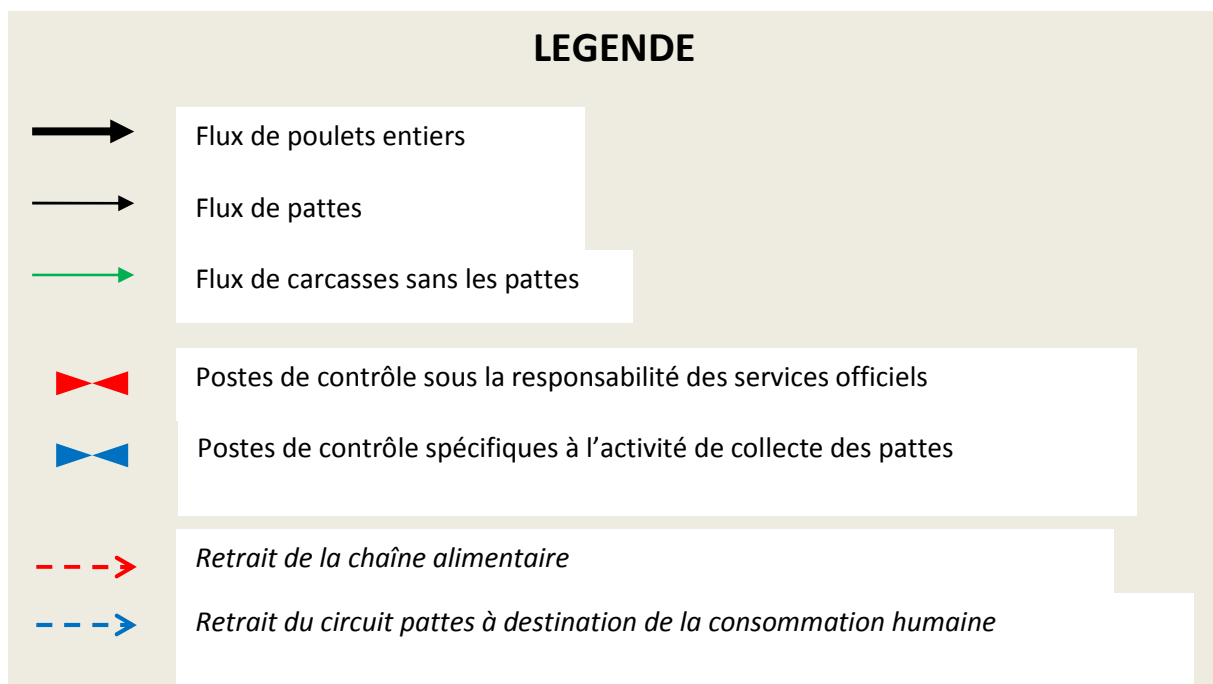 LEGENDE
Flux de poulets entiers
Flux de pattes
Flux de carcasses sans les pattes
Postes de contrôle sous la responsabilité des services officiels
Postes de contrôle spécifiques à l’activité de collecte des pattes
Retrait de la chaîne alimentaire
Retrait du circuit pattes à destination de la consommation humaine